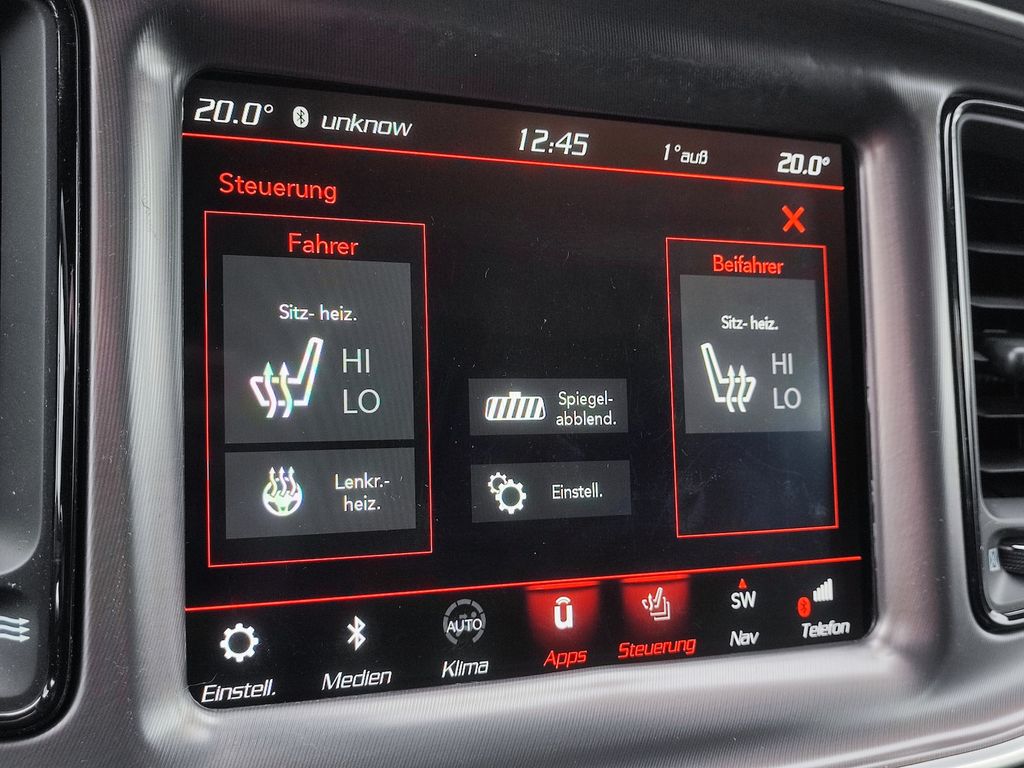 20.0° unknow 12:45 1°auß 20.0°
Steuerung
Fahrer
Sitz- heiz.
HI
LO
Lenkr.-
heiz.
Spiegel-
abblend.
Einstell.
Beifahrer
Sitz- heiz.
HI
LO
Einstell. Medien
AUTO
Klima
Apps
Steuerung
SW
Nav
Telefon